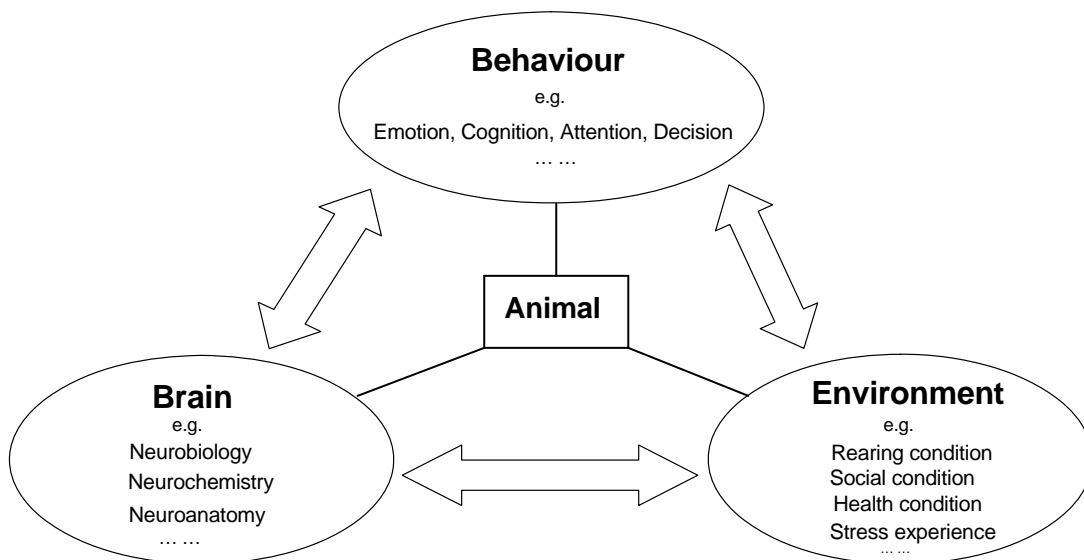 Behaviour
e.g.
Emotion, Cognition, Attention, Decision
… …
Animal
Brain
e.g.
Neurobiology
Neurochemistry
Neuroanatomy
… …
Environment
e.g.
Rearing condition
Social condition
Health condition
Stress experience
… …